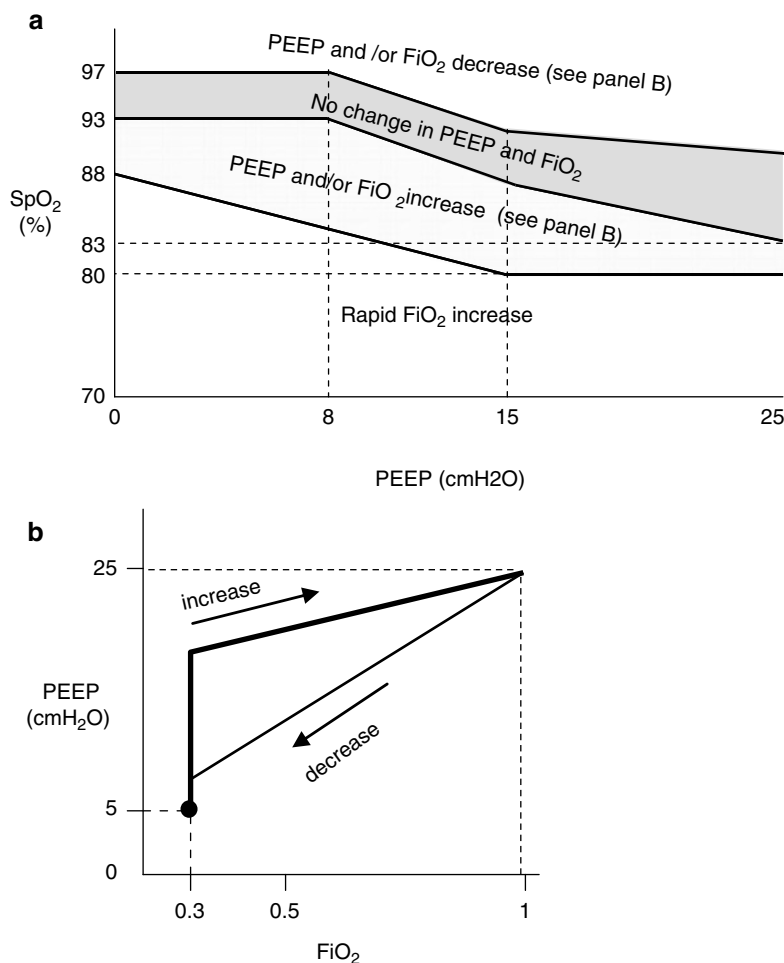 a
PEEP and /or FiO₂ decrease (see panel B)
97
No change in PEEP and FiO₂
93
PEEP and/or FiO ₂increase (see panel B)
88
SpO₂
(%)
83
80
Rapid FiO₂ increase
70
0 8 15 25
PEEP (cmH2O)
b
25
increase
PEEP
(cmH₂O)
decrease
5
0
0.3 0.5 1
FiO₂